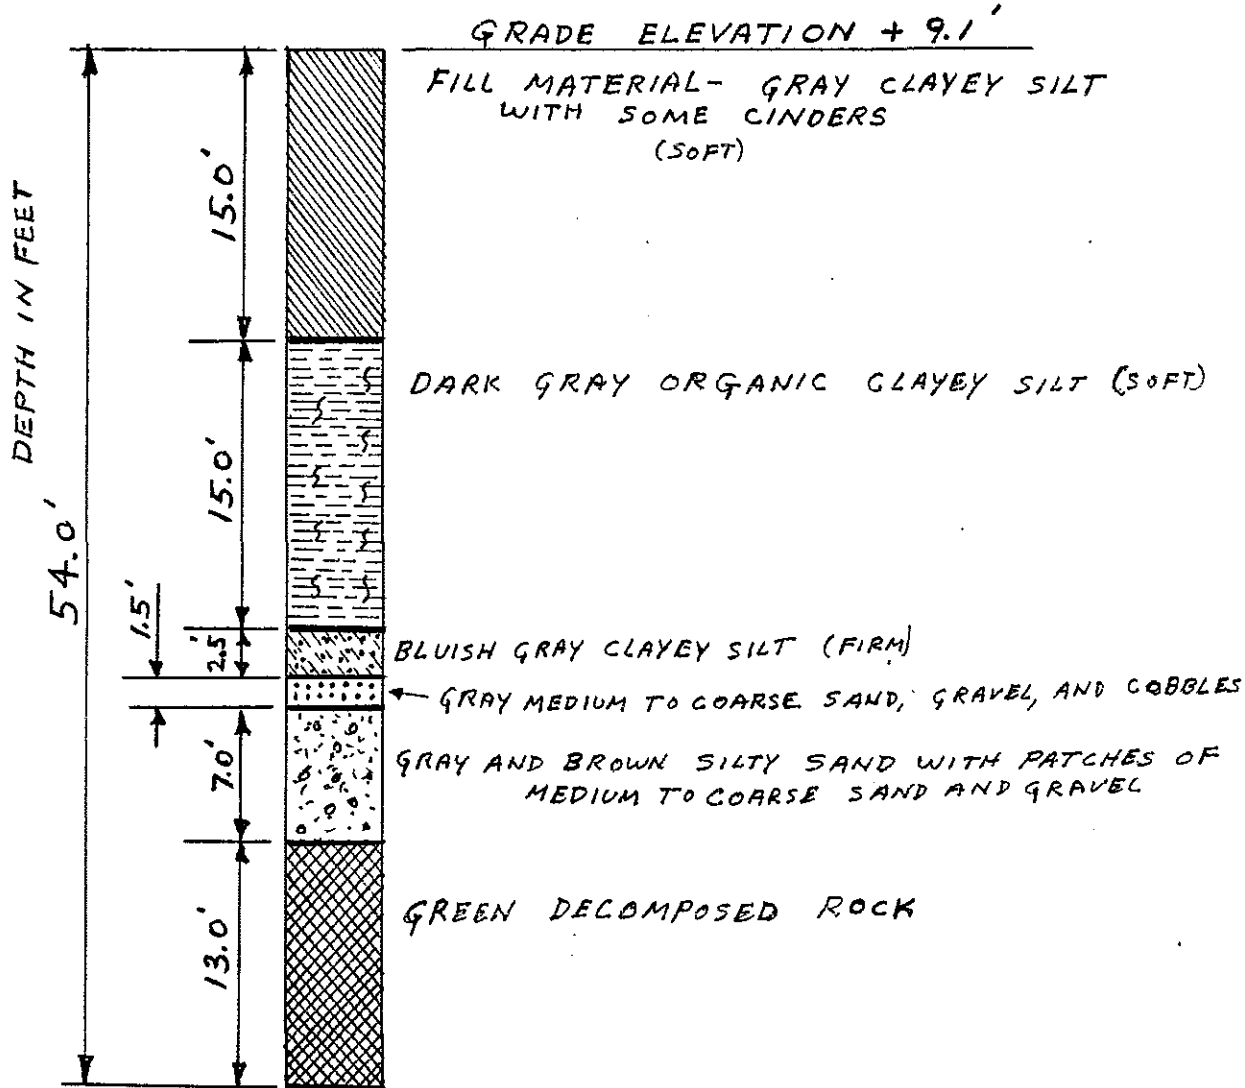 GRADE ELEVATION + 9.1'
FILL MATERIAL- GRAY CLAYEY SILT
WITH SOME CINDERS
(SOFT)
DEPTH IN FEET
54.0'
15.0'
DARK GRAY ORGANIC CLAYEY SILT (SOFT)
15.0'
1.5'
2.5'
BLUISH GRAY CLAYEY SILT (FIRM)
GRAY MEDIUM TO COARSE SAND, GRAVEL, AND COBBLES
7.0'
GRAY AND BROWN SILTY SAND WITH PATCHES OF
MEDIUM TO COARSE SAND AND GRAVEL
13.0'
GREEN DECOMPOSED ROCK